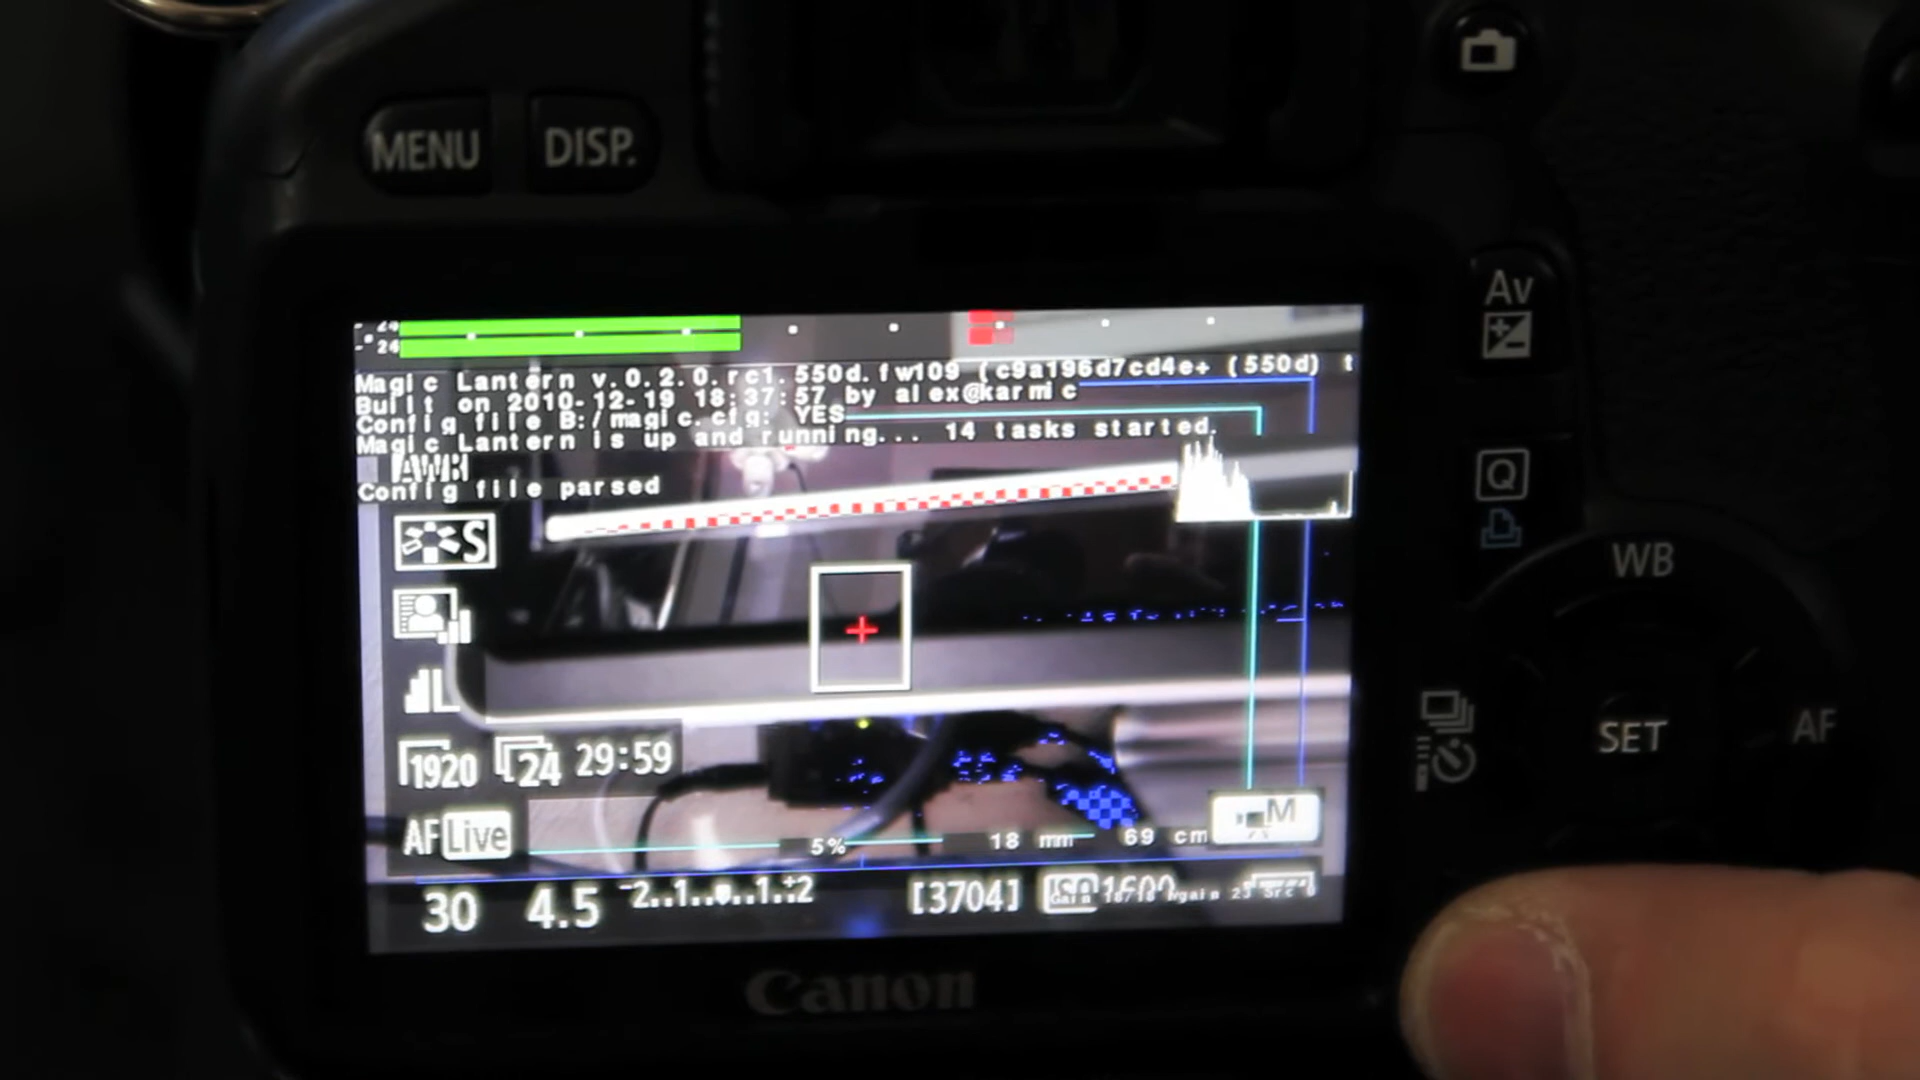 MENU DISP.
Av
24
24
Magic Lantern v.0.2.0.rc1.550d.fw109 (c9a196d7cd4e+ (550d) t
Built on 2010-12-19 18:37:57 by alex@karmic
Config file B:/magic.cfg: YES
Magic Lantern is up and running... 14 tasks started.
AWB
Config file parsed
S
Q
WB
L
SET AF
1920 24 29:59
AF Live
5% 18 mm 69 cm
M
30 4.5 -2..1..0..1..+2 [3704] ISO 1600
Canon